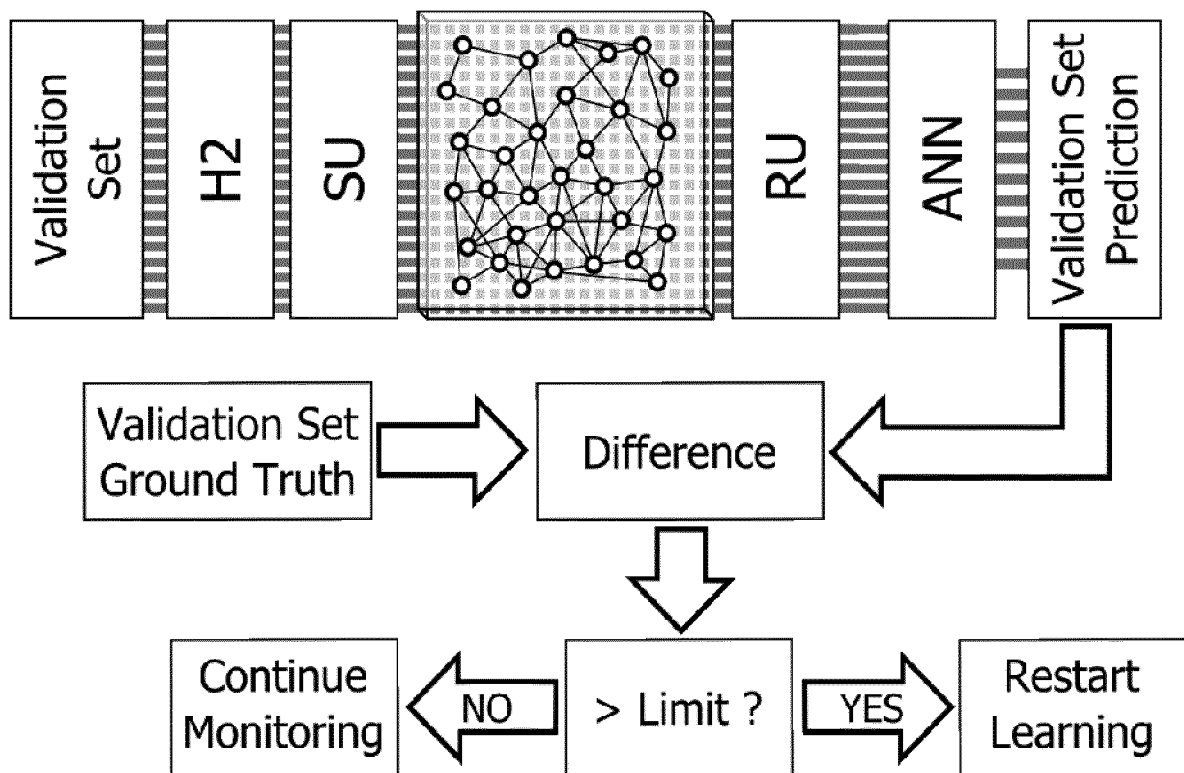 Validation
Set
H2
SU
RU
ANN
Validation Set
Prediction
Validation Set
Ground Truth
Difference
Continue
Monitoring
NO
> Limit ?
YES
Restart
Learning